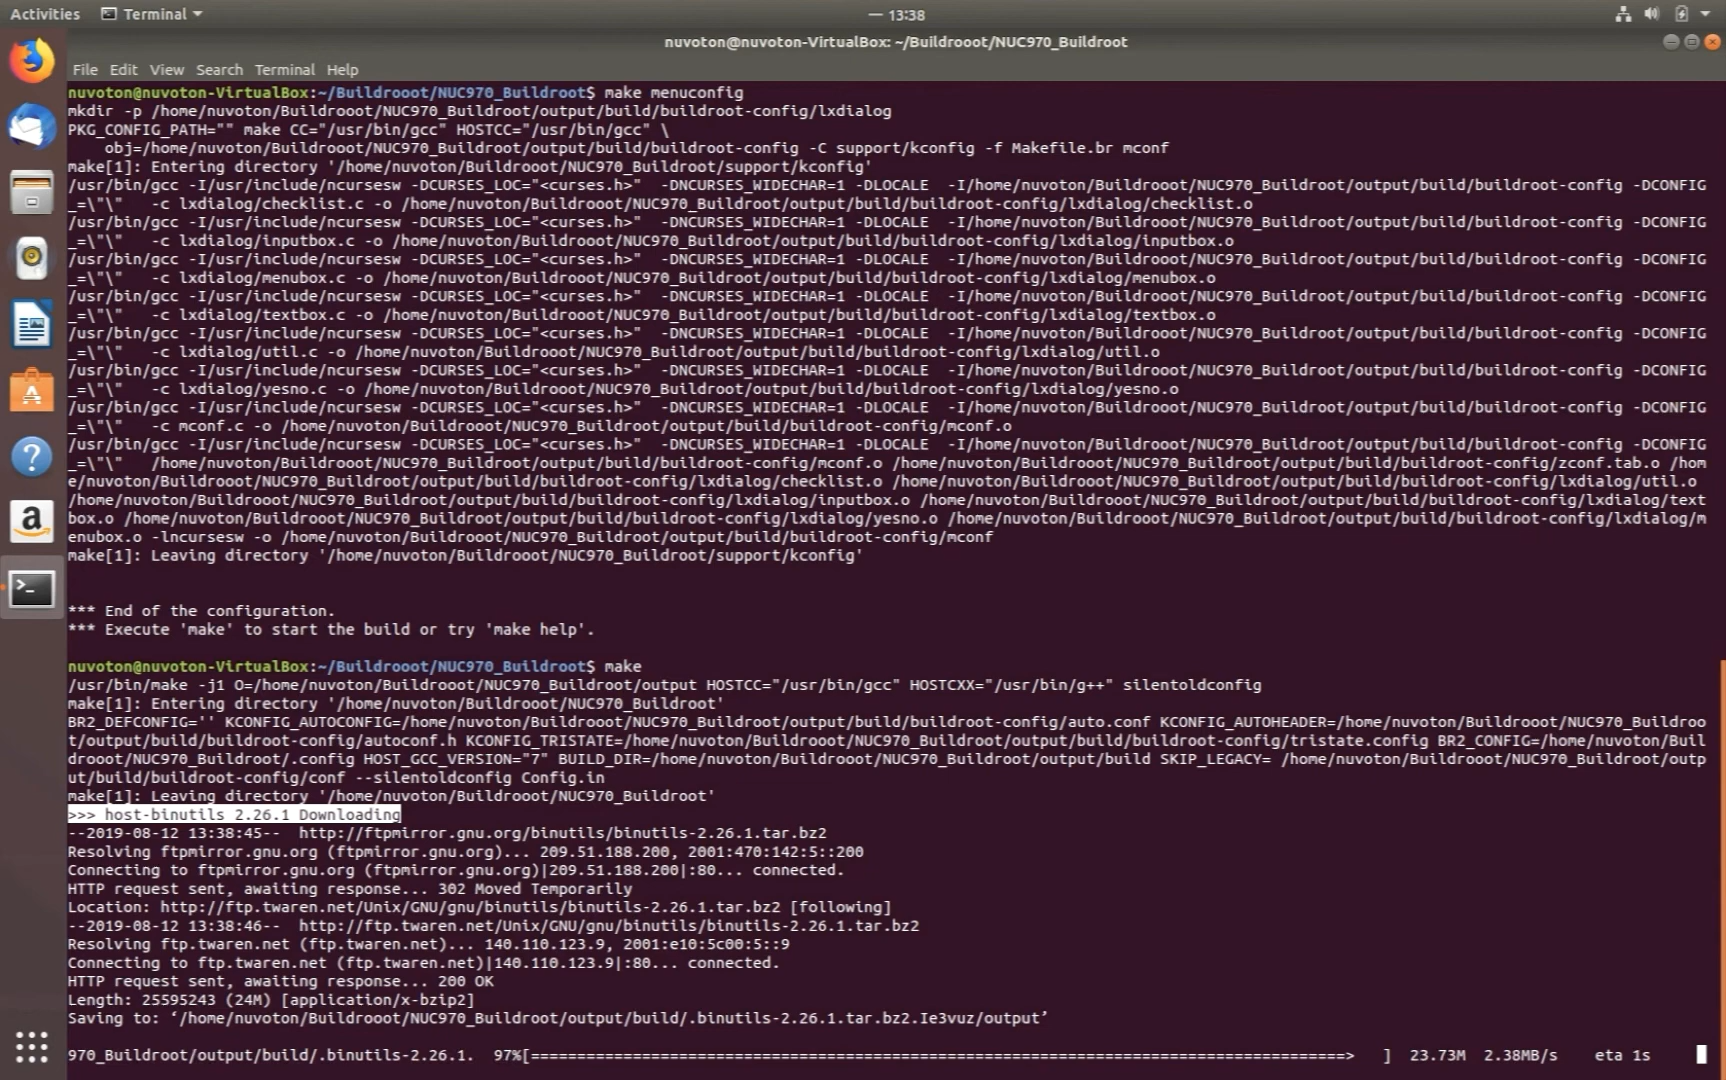 Activities Terminal 13:38
nuvoton@nuvoton-VirtualBox: ~/Buildrooot/NUC970_Buildroot
File Edit View Search Terminal Help
nuvoton@nuvoton-VirtualBox:~/Buildrooot/NUC970_Buildroot$ make menuconfig
mkdir -p /home/nuvoton/Buildrooot/NUC970_Buildroot/output/build/buildroot-config/lxdialog
PKG_CONFIG_PATH="" make CC="/usr/bin/gcc" HOSTCC="/usr/bin/gcc" \
obj=/home/nuvoton/Buildrooot/NUC970_Buildroot/output/build/buildroot-config -C support/kconfig -f Makefile.br mconf
make[1]: Entering directory '/home/nuvoton/Buildrooot/NUC970_Buildroot/support/kconfig'
/usr/bin/gcc -I/usr/include/ncursesw -DCURSES_LOC="<curses.h>"  -DNCURSES_WIDECHAR=1 -DLOCALE  -I/home/nuvoton/Buildrooot/NUC970_Buildroot/output/build/buildroot-config -DCONFIG
_=\"\"   -c lxdialog/checklist.c -o /home/nuvoton/Buildrooot/NUC970_Buildroot/output/build/buildroot-config/lxdialog/checklist.o
/usr/bin/gcc -I/usr/include/ncursesw -DCURSES_LOC="<curses.h>"  -DNCURSES_WIDECHAR=1 -DLOCALE  -I/home/nuvoton/Buildrooot/NUC970_Buildroot/output/build/buildroot-config -DCONFIG
_=\"\"   -c lxdialog/inputbox.c -o /home/nuvoton/Buildrooot/NUC970_Buildroot/output/build/buildroot-config/lxdialog/inputbox.o
/usr/bin/gcc -I/usr/include/ncursesw -DCURSES_LOC="<curses.h>"  -DNCURSES_WIDECHAR=1 -DLOCALE  -I/home/nuvoton/Buildrooot/NUC970_Buildroot/output/build/buildroot-config -DCONFIG
_=\"\"   -c lxdialog/menubox.c -o /home/nuvoton/Buildrooot/NUC970_Buildroot/output/build/buildroot-config/lxdialog/menubox.o
/usr/bin/gcc -I/usr/include/ncursesw -DCURSES_LOC="<curses.h>"  -DNCURSES_WIDECHAR=1 -DLOCALE  -I/home/nuvoton/Buildrooot/NUC970_Buildroot/output/build/buildroot-config -DCONFIG
_=\"\"   -c lxdialog/textbox.c -o /home/nuvoton/Buildrooot/NUC970_Buildroot/output/build/buildroot-config/lxdialog/textbox.o
/usr/bin/gcc -I/usr/include/ncursesw -DCURSES_LOC="<curses.h>"  -DNCURSES_WIDECHAR=1 -DLOCALE  -I/home/nuvoton/Buildrooot/NUC970_Buildroot/output/build/buildroot-config -DCONFIG
_=\"\"   -c lxdialog/util.c -o /home/nuvoton/Buildrooot/NUC970_Buildroot/output/build/buildroot-config/lxdialog/util.o
/usr/bin/gcc -I/usr/include/ncursesw -DCURSES_LOC="<curses.h>"  -DNCURSES_WIDECHAR=1 -DLOCALE  -I/home/nuvoton/Buildrooot/NUC970_Buildroot/output/build/buildroot-config -DCONFIG
_=\"\"   -c lxdialog/yesno.c -o /home/nuvoton/Buildrooot/NUC970_Buildroot/output/build/buildroot-config/lxdialog/yesno.o
/usr/bin/gcc -I/usr/include/ncursesw -DCURSES_LOC="<curses.h>"  -DNCURSES_WIDECHAR=1 -DLOCALE  -I/home/nuvoton/Buildrooot/NUC970_Buildroot/output/build/buildroot-config -DCONFIG
_=\"\"   -c mconf.c -o /home/nuvoton/Buildrooot/NUC970_Buildroot/output/build/buildroot-config/mconf.o
/usr/bin/gcc -I/usr/include/ncursesw -DCURSES_LOC="<curses.h>"  -DNCURSES_WIDECHAR=1 -DLOCALE  -I/home/nuvoton/Buildrooot/NUC970_Buildroot/output/build/buildroot-config -DCONFIG
_=\"\"   /home/nuvoton/Buildrooot/NUC970_Buildroot/output/build/buildroot-config/mconf.o /home/nuvoton/Buildrooot/NUC970_Buildroot/output/build/buildroot-config/zconf.tab.o /hom
e/nuvoton/Buildrooot/NUC970_Buildroot/output/build/buildroot-config/lxdialog/checklist.o /home/nuvoton/Buildrooot/NUC970_Buildroot/output/build/buildroot-config/lxdialog/util.o
/home/nuvoton/Buildrooot/NUC970_Buildroot/output/build/buildroot-config/lxdialog/inputbox.o /home/nuvoton/Buildrooot/NUC970_Buildroot/output/build/buildroot-config/lxdialog/text
box.o /home/nuvoton/Buildrooot/NUC970_Buildroot/output/build/buildroot-config/lxdialog/yesno.o /home/nuvoton/Buildrooot/NUC970_Buildroot/output/build/buildroot-config/lxdialog/m
enubox.o -lncursesw -o /home/nuvoton/Buildrooot/NUC970_Buildroot/output/build/buildroot-config/mconf
make[1]: Leaving directory '/home/nuvoton/Buildrooot/NUC970_Buildroot/support/kconfig'
*** End of the configuration.
*** Execute 'make' to start the build or try 'make help'.
nuvoton@nuvoton-VirtualBox:~/Buildrooot/NUC970_Buildroot$ make
/usr/bin/make -j1 O=/home/nuvoton/Buildrooot/NUC970_Buildroot/output HOSTCC="/usr/bin/gcc" HOSTCXX="/usr/bin/g++" silentoldconfig
make[1]: Entering directory '/home/nuvoton/Buildrooot/NUC970_Buildroot'
BR2_DEFCONFIG='' KCONFIG_AUTOCONFIG=/home/nuvoton/Buildrooot/NUC970_Buildroot/output/build/buildroot-config/auto.conf KCONFIG_AUTOHEADER=/home/nuvoton/Buildrooot/NUC970_Buildroo
t/output/build/buildroot-config/autoconf.h KCONFIG_TRISTATE=/home/nuvoton/Buildrooot/NUC970_Buildroot/output/build/buildroot-config/tristate.config BR2_CONFIG=/home/nuvoton/Buil
drooot/NUC970_Buildroot/.config HOST_GCC_VERSION="7" BUILD_DIR=/home/nuvoton/Buildrooot/NUC970_Buildroot/output/build SKIP_LEGACY= /home/nuvoton/Buildrooot/NUC970_Buildroot/outp
ut/build/buildroot-config/conf --silentoldconfig Config.in
make[1]: Leaving directory '/home/nuvoton/Buildrooot/NUC970_Buildroot'
>>> host-binutils 2.26.1 Downloading
--2019-08-12 13:38:45--  http://ftpmirror.gnu.org/binutils/binutils-2.26.1.tar.bz2
Resolving ftpmirror.gnu.org (ftpmirror.gnu.org)... 209.51.188.200, 2001:470:142:5::200
Connecting to ftpmirror.gnu.org (ftpmirror.gnu.org)|209.51.188.200|:80... connected.
HTTP request sent, awaiting response... 302 Moved Temporarily
Location: http://ftp.twaren.net/Unix/GNU/gnu/binutils/binutils-2.26.1.tar.bz2 [following]
--2019-08-12 13:38:46--  http://ftp.twaren.net/Unix/GNU/gnu/binutils/binutils-2.26.1.tar.bz2
Resolving ftp.twaren.net (ftp.twaren.net)... 140.110.123.9, 2001:e10:5c00:5::9
Connecting to ftp.twaren.net (ftp.twaren.net)|140.110.123.9|:80... connected.
HTTP request sent, awaiting response... 200 OK
Length: 25595243 (24M) [application/x-bzip2]
Saving to: ‘/home/nuvoton/Buildrooot/NUC970_Buildroot/output/build/.binutils-2.26.1.tar.bz2.Ie3vuz/output’
970_Buildroot/output/build/.binutils-2.26.1.  97%[========================================================================================>   ]  23.73M  2.38MB/s    eta 1s